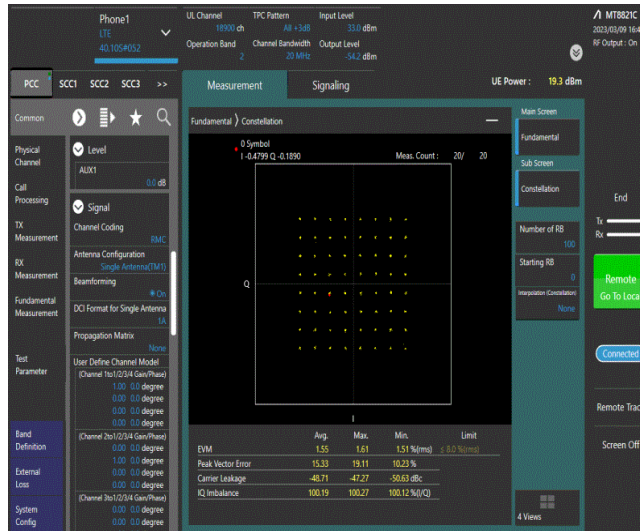 Phone1
LTE
40.105#052
UL Channel
18900 ch
TPC Pattern
All +3dB
Input Level
33.0 dBm
Operation Band
2
Channel Bandwidth
20 MHz
Output Level
-54.2 dBm
MT8821C
2023/03/09 16:4
RF Output : On
PCC SCC1 SCC2 SCC3 >>
Measurement Signaling
UE Power : 19.3 dBm
Common
Physical
Channel
Call
Processing
TX
Measurement
RX
Measurement
Fundamental
Measurement
Test
Parameter
Band
Definition
External
Loss
System
Config
Level
AUX1
0.0 dB
Signal
Channel Coding
RMC
Antenna Configuration
Single Antenna(TM1)
Beamforming
On
DCI Format for Single Antenna
1A
Propagation Matrix
None
User Define Channel Model
(Channel 1to1/2/3/4 Gain/Phase)
1.00 0.0 degree
0.00 0.0 degree
0.00 0.0 degree
0.00 0.0 degree
(Channel 2to1/2/3/4 Gain/Phase)
0.00 0.0 degree
1.00 0.0 degree
0.00 0.0 degree
0.00 0.0 degree
(Channel 3to1/2/3/4 Gain/Phase)
0.00 0.0 degree
0.00 0.0 degree
Fundamental ⟩ Constellation
0 Symbol
I -0.4799 Q -0.1890
Meas. Count : 20/ 20
Q
I
Avg. Max. Min. Limit
EVM 1.55 1.61 1.51 %(rms) ≤ 8.0 %(rms)
Peak Vector Error 15.33 19.11 10.23 %
Carrier Leakage -48.71 -47.27 -50.63 dBc
IQ Imbalance 100.19 100.27 100.12 %(I/Q)
Main Screen
Fundamental
Sub Screen
Constellation
Number of RB
100
Starting RB
0
Interpolation (Constellation)
None
4 Views
End
Tx
Rx
Remote
Go To Loca
Connected
Remote Trac
Screen Off